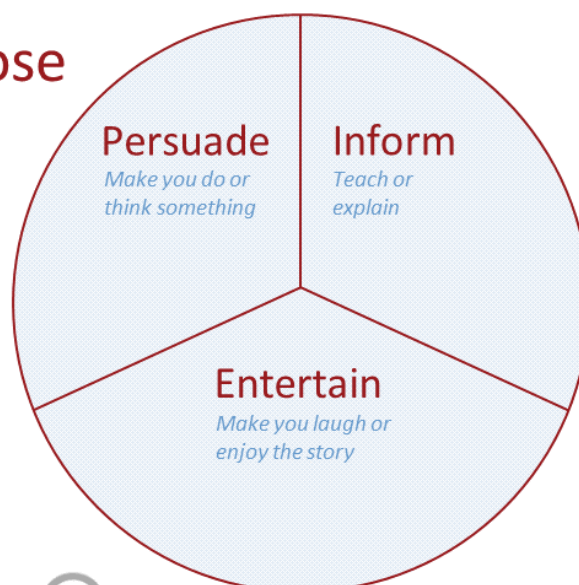 ose
Persuade
Make you do or
think something
Inform
Teach or
explain
Entertain
Make you laugh or
enjoy the story